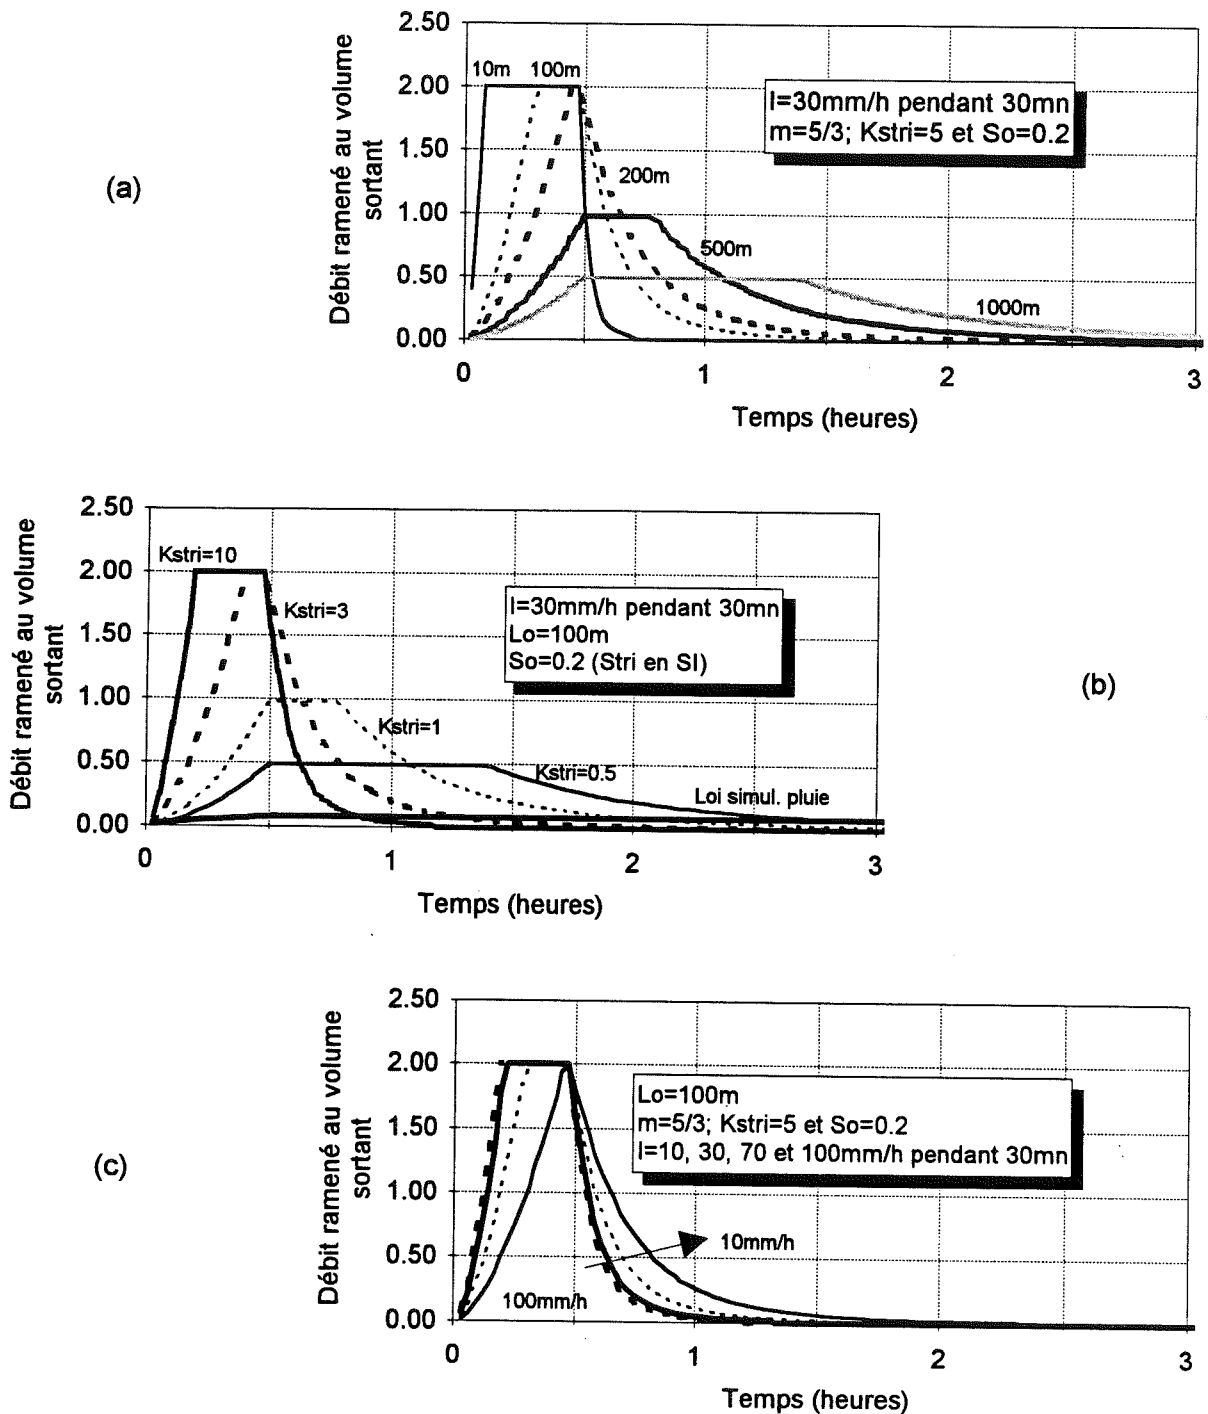 (a)
Débit ramené au volume
sortant
2.50
2.00
1.50
1.00
0.50
0.00
10m
100m
200m
500m
1000m
I=30mm/h pendant 30mn
m=5/3; Kstri=5 et So=0.2
0
1
2
3
Temps (heures)
Débit ramené au volume
sortant
2.50
2.00
1.50
1.00
0.50
0.00
Kstri=10
Kstri=3
Kstri=1
Kstri=0.5
Loi simul. pluie
I=30mm/h pendant 30mn
Lo=100m
So=0.2 (Stri en SI)
(b)
0
1
2
3
Temps (heures)
(c)
Débit ramené au volume
sortant
2.50
2.00
1.50
1.00
0.50
0.00
Lo=100m
m=5/3; Kstri=5 et So=0.2
I=10, 30, 70 et 100mm/h pendant 30mn
10mm/h
100mm/h
0
1
2
3
Temps (heures)